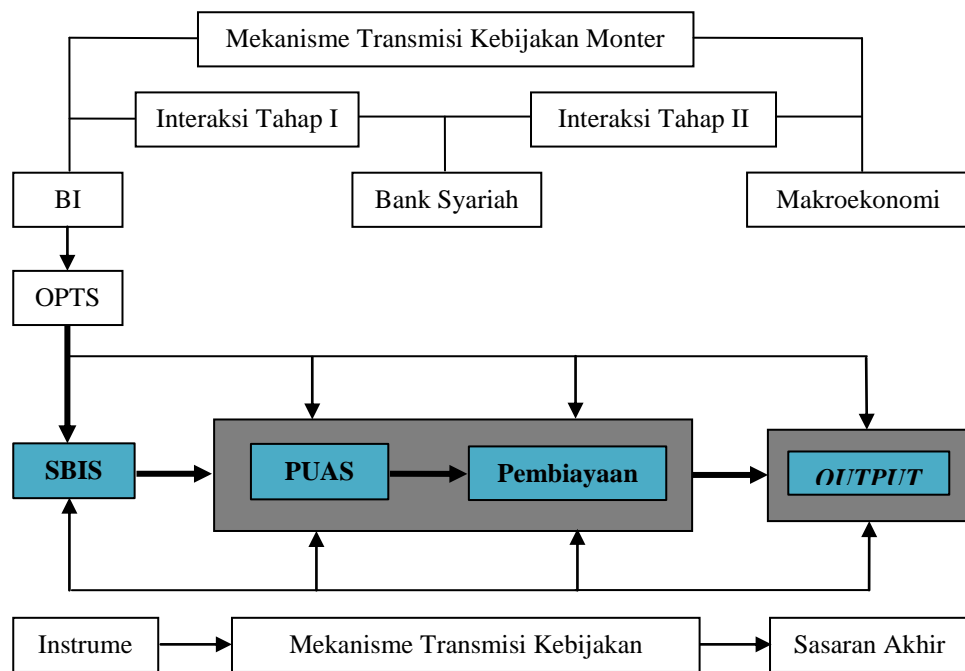 Mekanisme Transmisi Kebijakan Monter
Interaksi Tahap I
Interaksi Tahap II
BI
Bank Syariah
Makroekonomi
OPTS
SBIS
PUAS
Pembiayaan
OUTPUT
Instrume
Mekanisme Transmisi Kebijakan
Sasaran Akhir